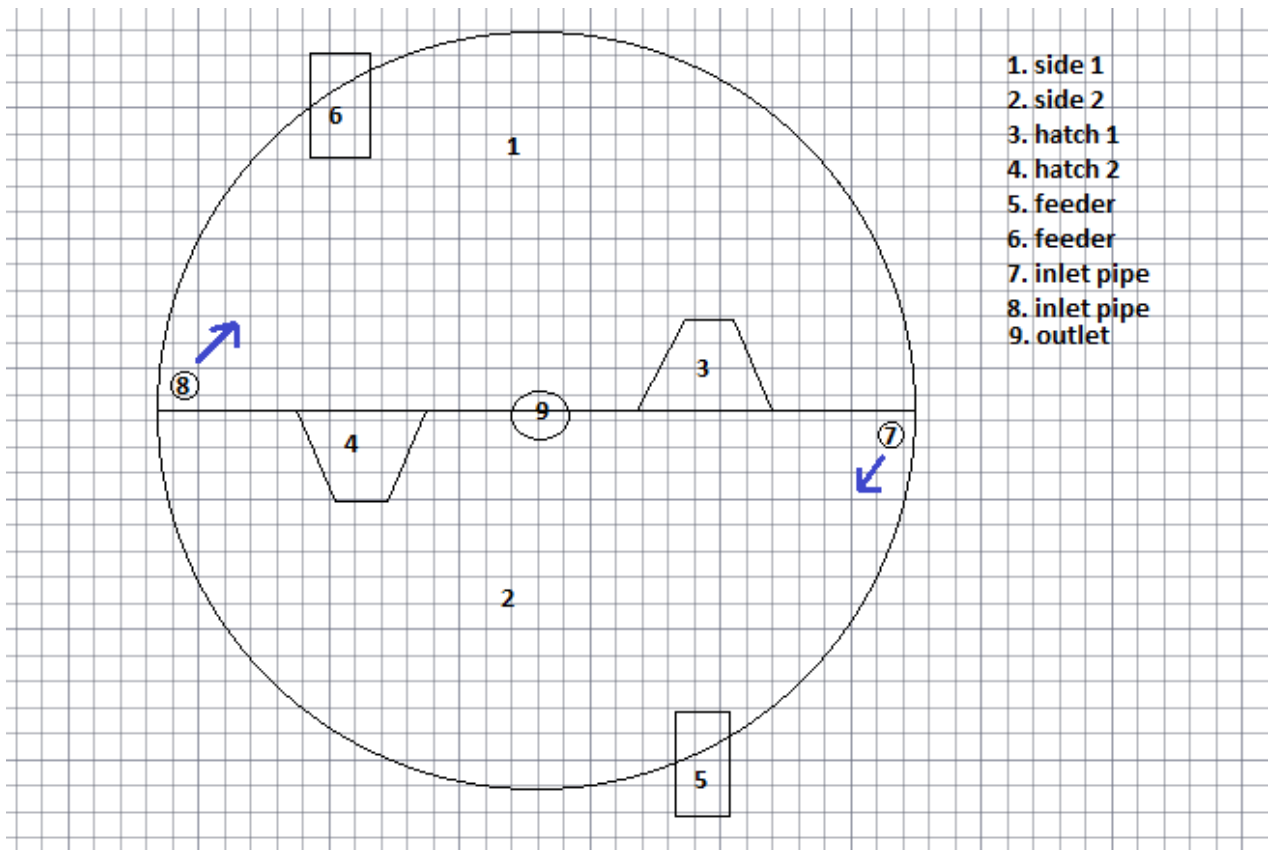 1. side 1
2. side 2
3. hatch 1
4. hatch 2
5. feeder
6. feeder
7. inlet pipe
8. inlet pipe
9. outlet
6
1
3
8
9
4
7
2
5